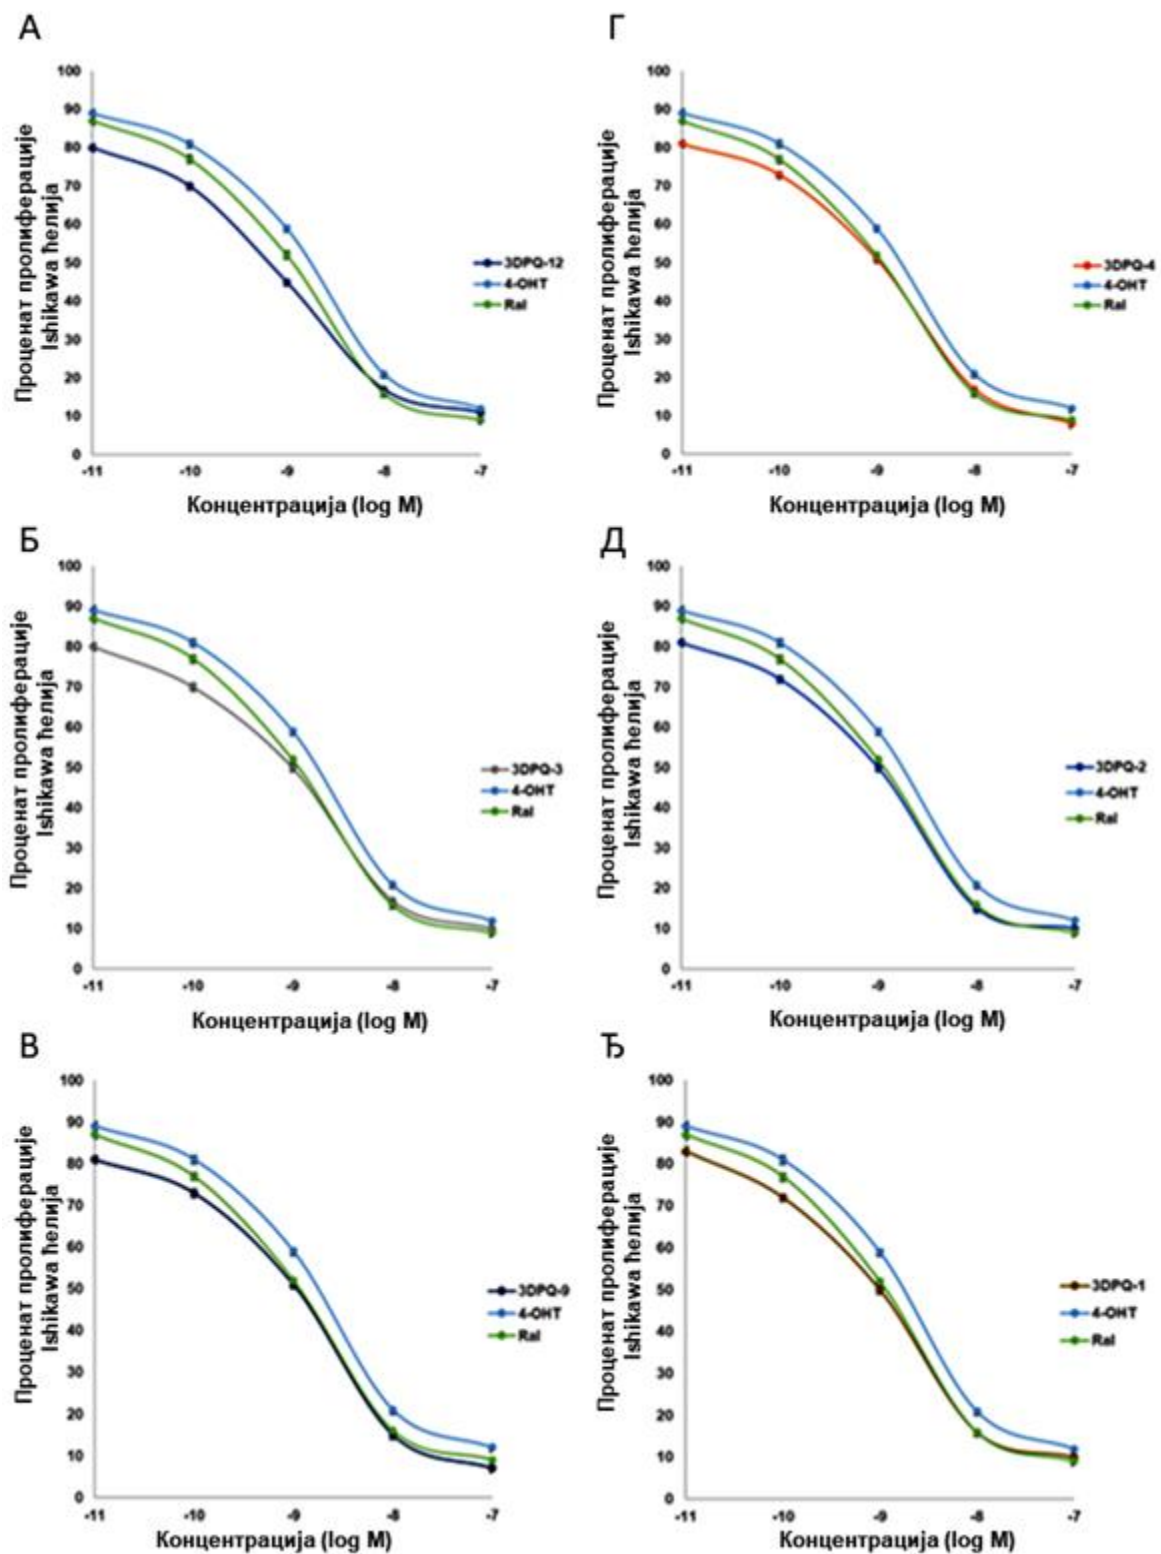 А
Проценат пролиферације
Ishikawa ћелија
100
90
80
70
60
50
40
30
20
10
0
-11 -10 -9 -8 -7
Концентрација (log M)
3DPQ-12
4-OHT
Ral
Г
Проценат пролиферације
Ishikawa ћелија
100
90
80
70
60
50
40
30
20
10
0
-11 -10 -9 -8 -7
Концентрација (log M)
3DPQ-4
4-OHT
Ral
Б
Проценат пролиферације
Ishikawa ћелија
100
90
80
70
60
50
40
30
20
10
0
-11 -10 -9 -8 -7
Концентрација (log M)
3DPQ-3
4-OHT
Ral
Д
Проценат пролиферације
Ishikawa ћелија
100
90
80
70
60
50
40
30
20
10
0
-11 -10 -9 -8 -7
Концентрација (log M)
3DPQ-2
4-OHT
Ral
В
Проценат пролиферације
Ishikawa ћелија
100
90
80
70
60
50
40
30
20
10
0
-11 -10 -9 -8 -7
Концентрација (log M)
3DPQ-9
4-OHT
Ral
Ђ
Проценат пролиферације
Ishikawa ћелија
100
90
80
70
60
50
40
30
20
10
0
-11 -10 -9 -8 -7
Концентрација (log M)
3DPQ-1
4-OHT
Ral